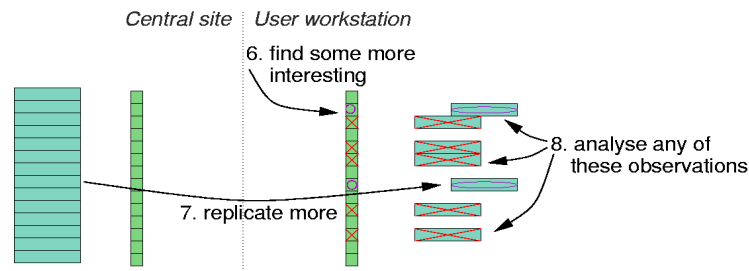 Central site
User workstation
6. find some more
interesting
8. analyse any of
these observations
7. replicate more